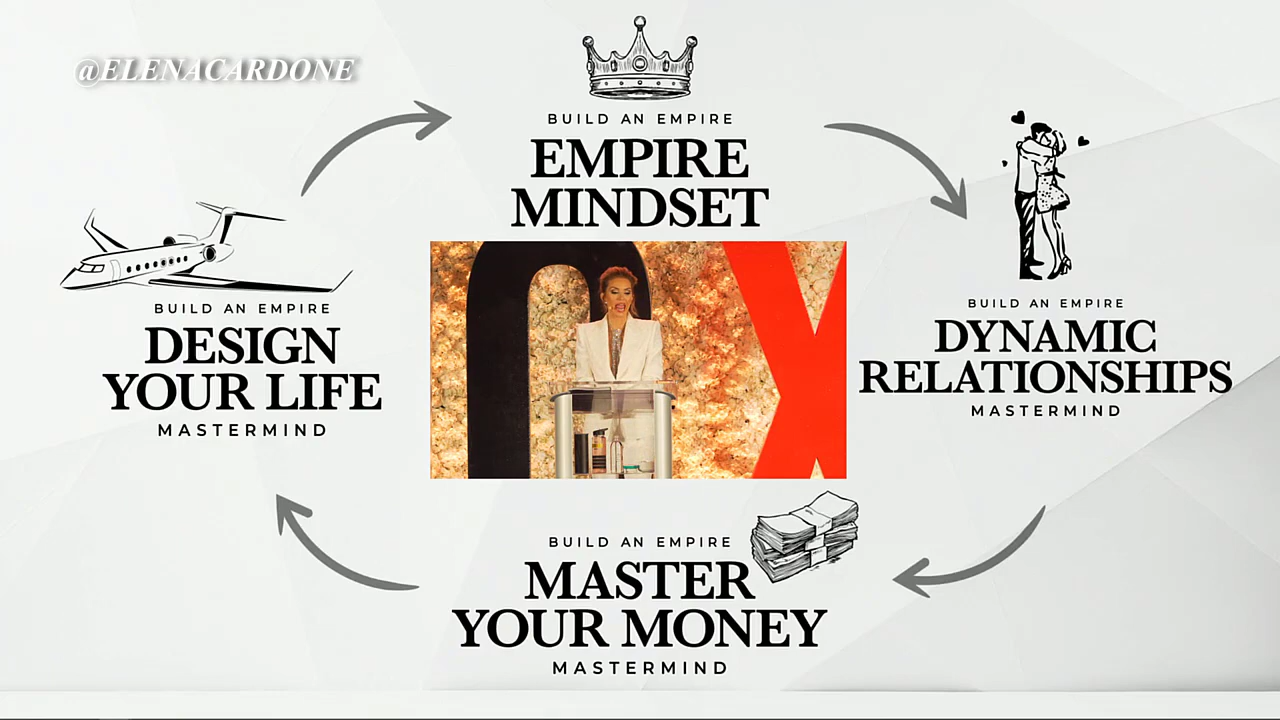 @ELENACARDONE
BUILD AN EMPIRE
EMPIRE
MINDSET
BUILD AN EMPIRE
DYNAMIC
RELATIONSHIPS
MASTERMIND
BUILD AN EMPIRE
MASTER
YOUR MONEY
MASTERMIND
BUILD AN EMPIRE
DESIGN
YOUR LIFE
MASTERMIND
X